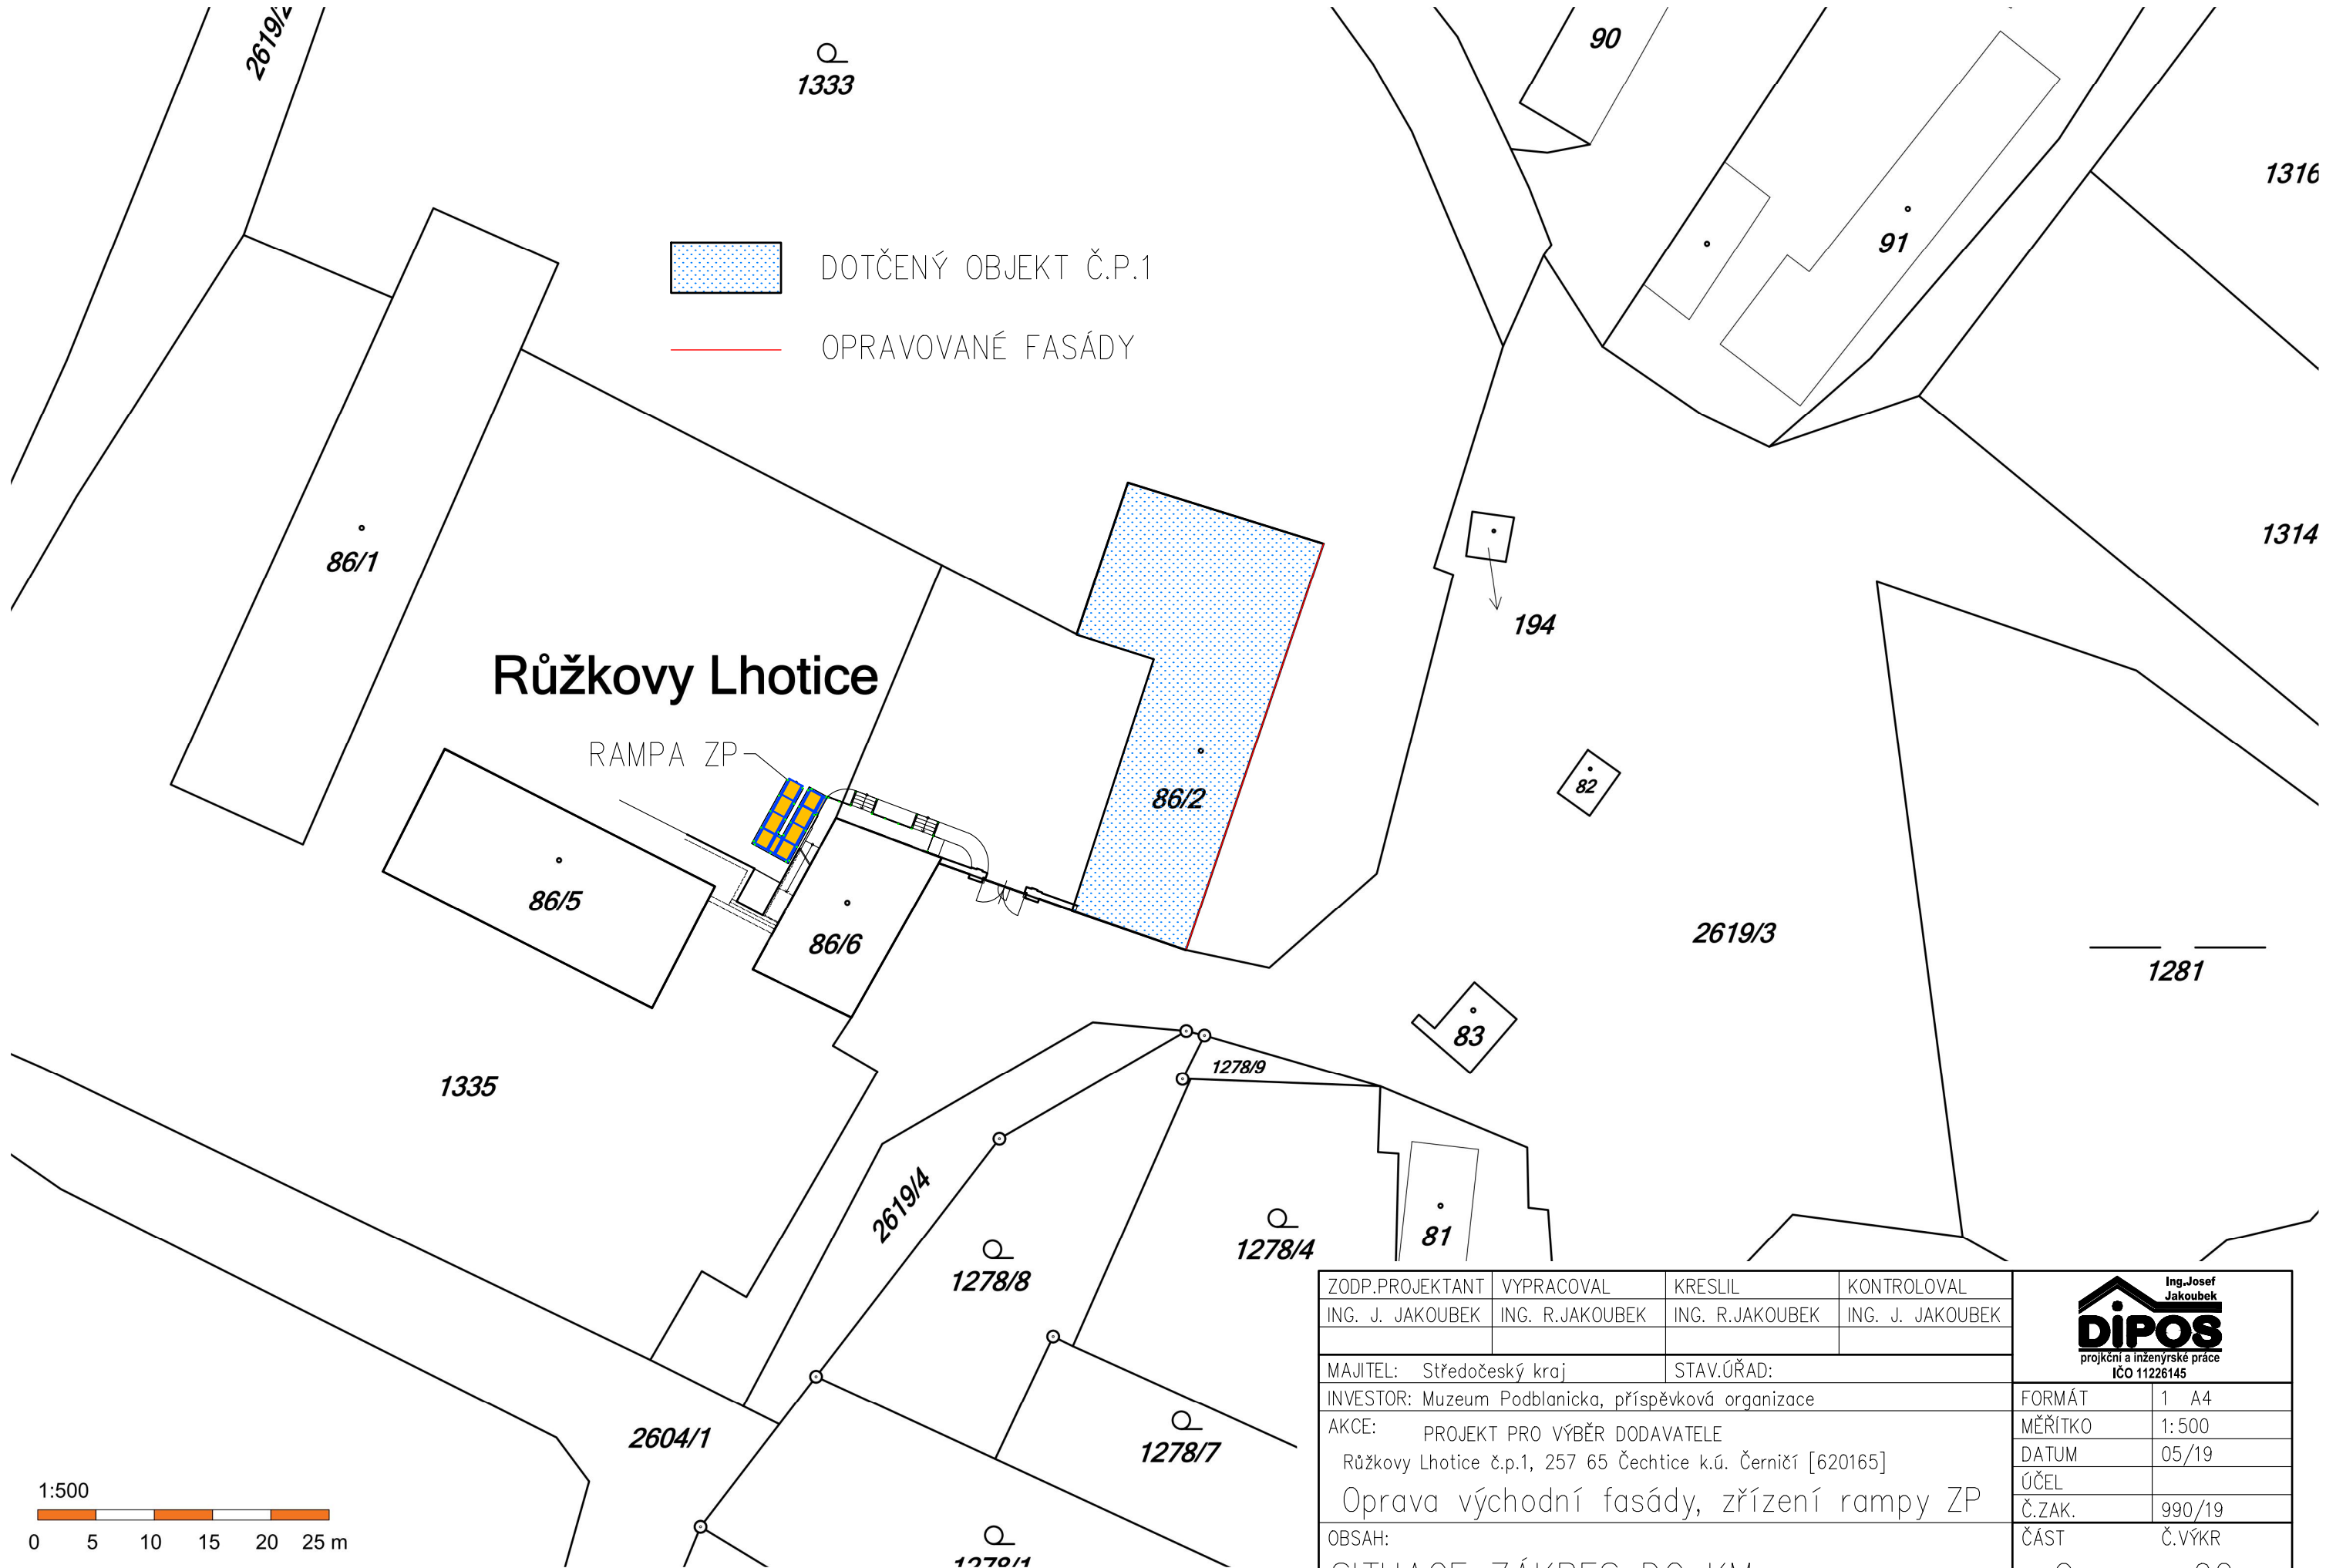 2619/2
1333
90
1316
91
DOTČENÝ OBJEKT Č.P.1
OPRAVOVANÉ FASÁDY
86/1
1314
194
Růžkovy Lhotice
RAMPA ZP
86/2
82
86/5
86/6
2619/3
1281
83
1278/9
1335
2619/4
1278/8
1278/4
81
2604/1
1278/7
1278/1
1:500
0 5 10 15 20 25 m
ZODP.PROJEKTANT VYPRACOVAL KRESLIL KONTROLOVAL
ING. J. JAKOUBEK ING. R.JAKOUBEK ING. R.JAKOUBEK ING. J. JAKOUBEK
Ing.Josef
Jakoubek
DiPOS
projkční a inženýrské práce
IČO 11226145
MAJITEL: Středočeský kraj STAV.ÚŘAD:
INVESTOR: Muzeum Podblanicka, příspěvková organizace
AKCE: PROJEKT PRO VÝBĚR DODAVATELE
Růžkovy Lhotice č.p.1, 257 65 Čechtice k.ú. Černičí [620165]
Oprava východní fasády, zřízení rampy ZP
FORMÁT 1 A4
MĚŘÍTKO 1:500
DATUM 05/19
ÚČEL
Č.ZAK. 990/19
OBSAH:
ČÁST Č.VÝKR